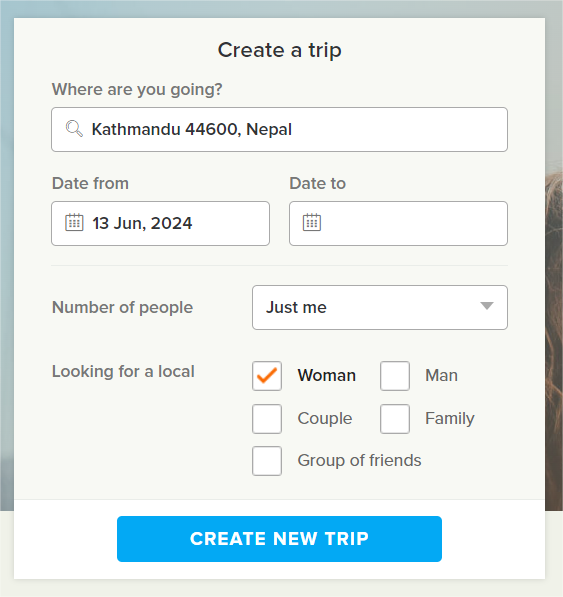 Create a trip
Where are you going?
Kathmandu 44600, Nepal
Date from Date to
13 Jun, 2024
Number of people Just me
Looking for a local Woman Man
Couple Family
Group of friends
CREATE NEW TRIP